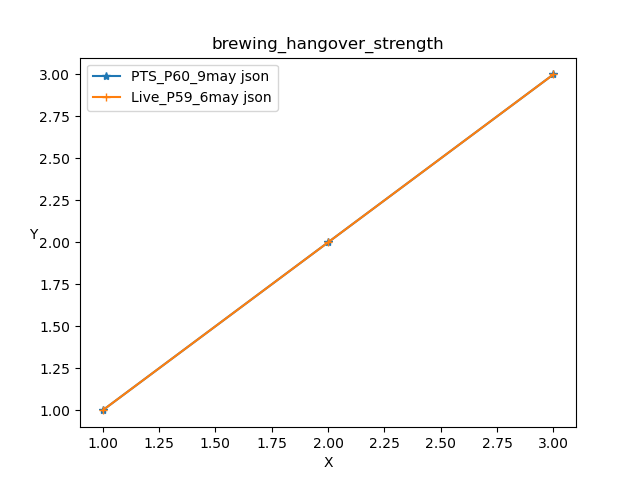 brewing_hangover_strength
PTS_P60_9may json
Live_P59_6may json
3.00
2.75
2.50
2.25
2.00
1.75
1.50
1.25
1.00
Y
1.00 1.25 1.50 1.75 2.00 2.25 2.50 2.75 3.00
X